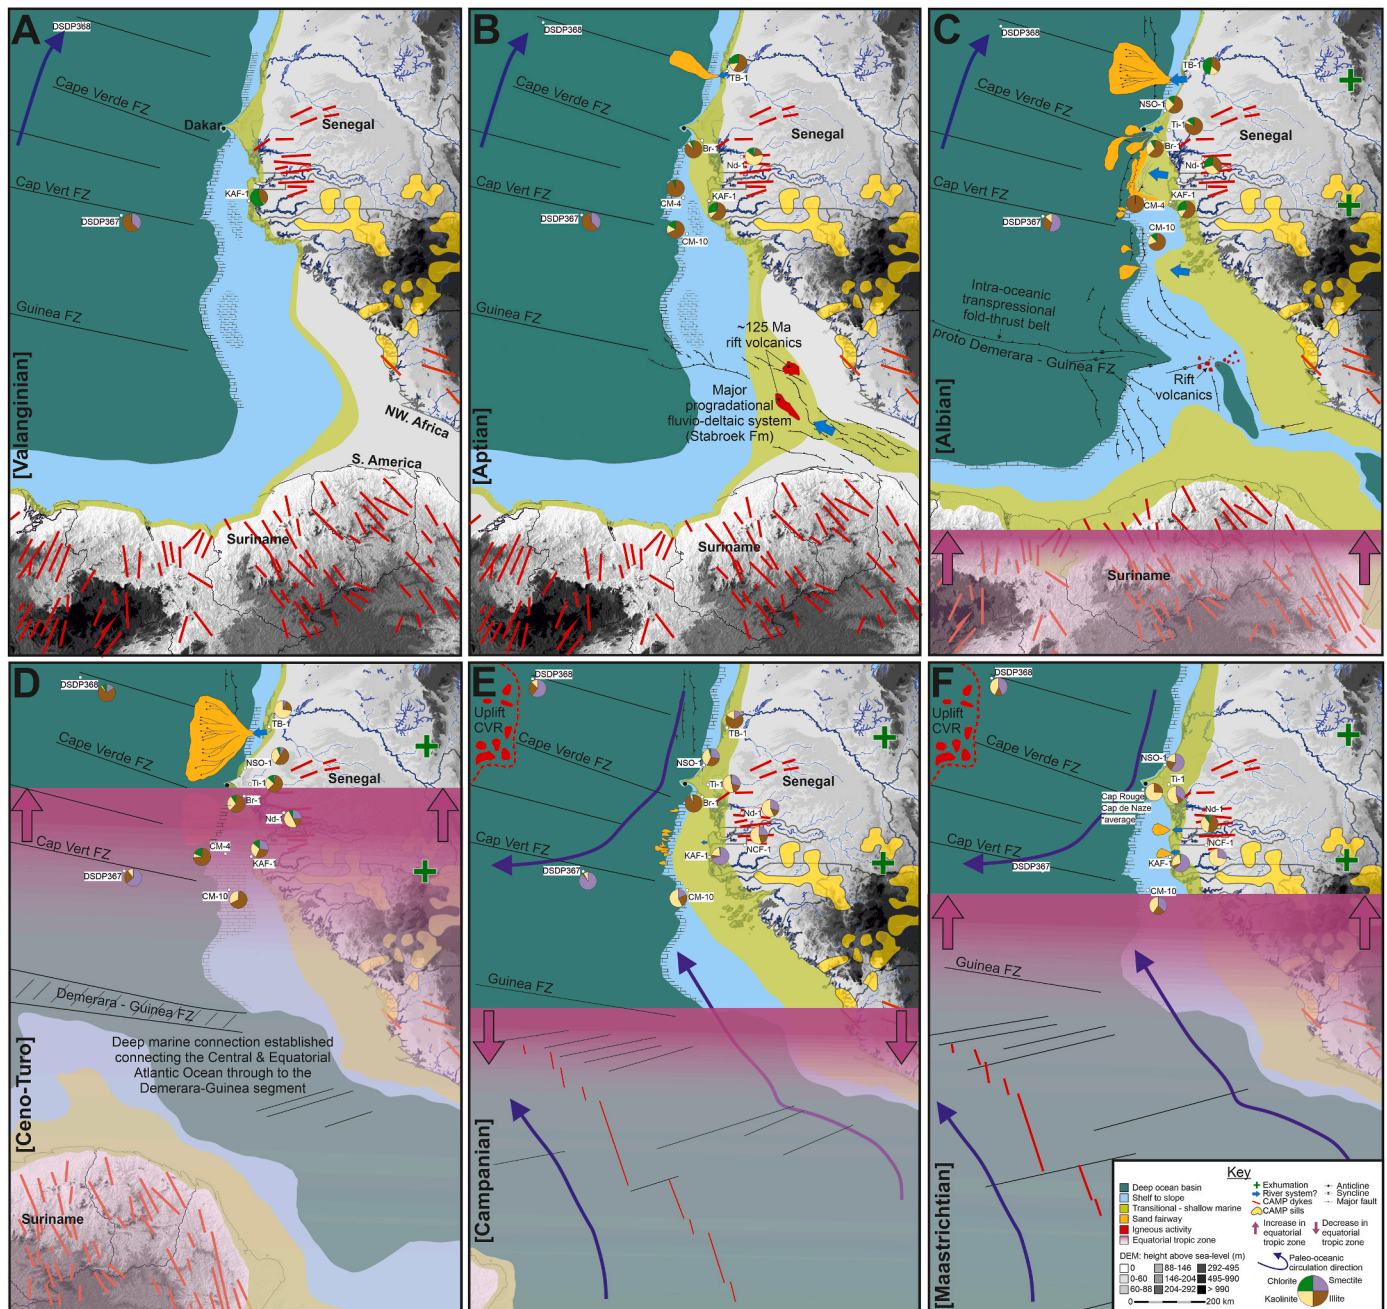 A
DSDP368
Cape Verde FZ
Dakar
Senegal
Cap Vert FZ
KAF-1
DSDP367
Guinea FZ
NW. Africa
S. America
Suriname
[Valanginian]
B
DSDP368
TB-1
Cape Verde FZ
Senegal
Br-1
Nd-1
Cap Vert FZ
KAF-1
CM-4
DSDP367
CM-10
Guinea FZ
~125 Ma
rift volcanics
Major
progradational
fluvio-deltaic system
(Stabroek Fm)
Suriname
[Aptian]
C
DSDP368
TB-1
Cape Verde FZ
NSO-1
Ti-1
Senegal
Br-1
Nd-1
Cap Vert FZ
KAF-1
CM-4
DSDP367
CM-10
Intra-oceanic
transpressional
fold-thrust belt
proto Demerara - Guinea FZ
Rift
volcanics
Suriname
[Albian]
D
DSDP368
TB-1
Cape Verde FZ
NSO-1
Ti-1
Senegal
Br-1
Nd-1
Cap Vert FZ
CM-4
KAF-1
DSDP367
CM-10
Demerara - Guinea FZ
Deep marine connection established
connecting the Central & Equatorial
Atlantic Ocean through to the
Demerara-Guinea segment
Suriname
[Ceno-Turo]
E
DSDP368
Uplift
CVR
TB-1
Cape Verde FZ
NSO-1
Ti-1
Senegal
Br-1
Nd-1
Cap Vert FZ
NCF-1
KAF-1
DSDP367
CM-10
Guinea FZ
[Campanian]
F
DSDP368
Uplift
CVR
Cape Verde FZ
NSO-1
Ti-1
Senegal
Cap Rouge
Cap de Naze
average
Nd-1
Cap Vert FZ
NCF-1
KAF-1
DSDP367
CM-10
Guinea FZ
[Maastrichtian]
Key
Deep ocean basin
Shelf to slope
Transitional - shallow marine
Sand fairway
Igneous activity
Equatorial tropic zone
Exhumation
River system?
CAMP dykes
CAMP sills
Anticline
Syncline
Major fault
Increase in
equatorial
tropic zone
Decrease in
equatorial
tropic zone
DEM: height above sea-level (m)
0
0-60
60-88
88-146
146-204
204-292
292-495
495-990
> 990
0 200 km
Paleo-oceanic
circulation direction
Chlorite
Smectite
Kaolinite
Illite